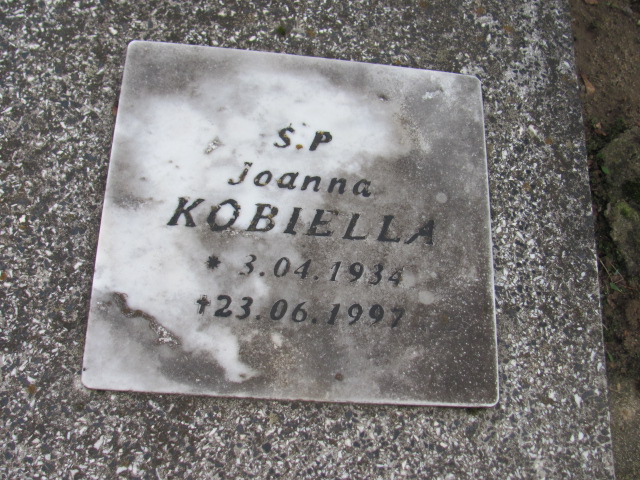 Ś.P
Joanna
KOBIELLA
* 3.04.1934
†23.06.1997